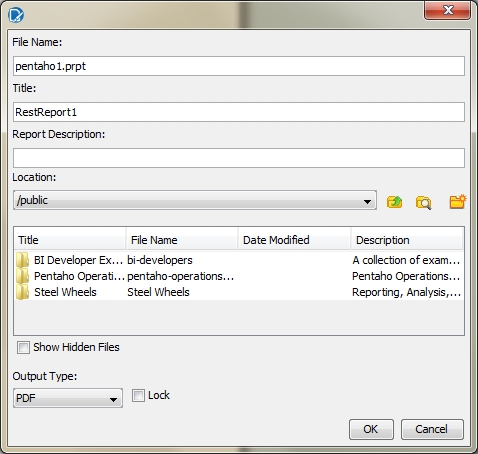 File Name:
pentaho1.prpt
Title:
RestReport1
Report Description:
Location:
/public
Title File Name Date Modified Description
BI Developer Ex... bi-developers A collection of exam...
Pentaho Operati... pentaho-operations... Pentaho Operations...
Steel Wheels Steel Wheels Reporting, Analysis,...
Show Hidden Files
Output Type:
PDF Lock
OK Cancel